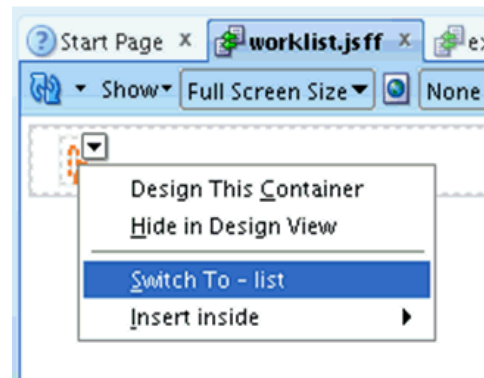 Start Page X worklist.jsff X
Show Full Screen Size None
Design This Container
Hide in Design View
Switch To - list
Insert inside